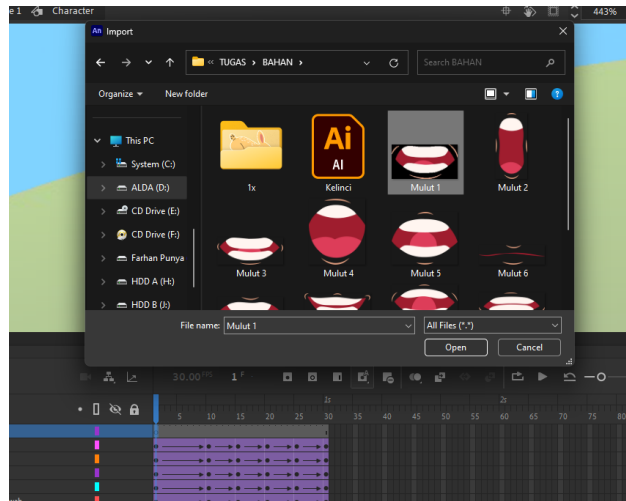 e 1 Character 443%
An Import
« TUGAS › BAHAN › Search BAHAN
Organize New folder
This PC
System (C:)
ALDA (D:)
CD Drive (E:)
CD Drive (F:)
Farhan Punya
HDD A (H:)
HDD B (J:)
Ai
AI
1x Kelinci Mulut 1 Mulut 2
Mulut 3 Mulut 4 Mulut 5 Mulut 6
File name: Mulut 1 All Files (*.*)
Open Cancel
30.00 FPS 1 F
1s 2s
5 10 15 20 25 30 35 40 45 50 55 60 65 70 75 80